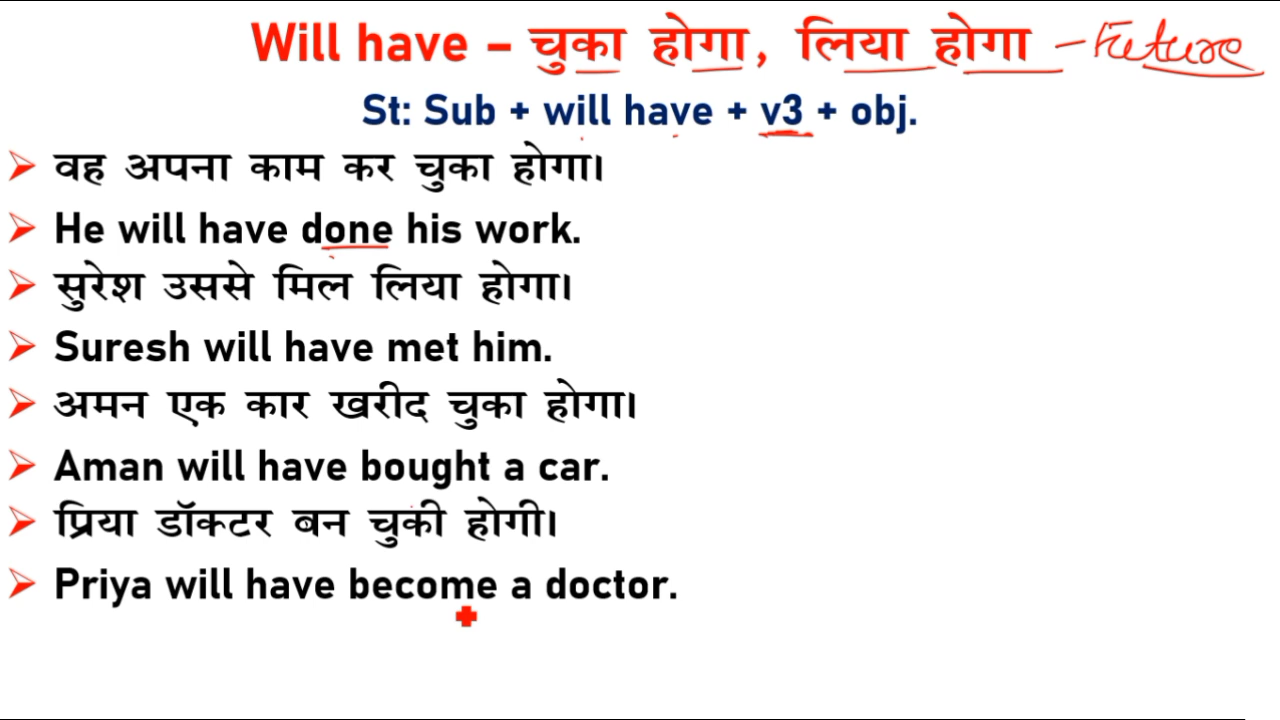 Will have – चुका होगा, लिया होगा – Future
St: Sub + will have + v3 + obj.
➢ वह अपना काम कर चुका होगा।
➢ He will have done his work.
➢ सुरेश उससे मिल लिया होगा।
➢ Suresh will have met him.
➢ अमन एक कार खरीद चुका होगा।
➢ Aman will have bought a car.
➢ प्रिया डॉक्टर बन चुकी होगी।
➢ Priya will have become a doctor.